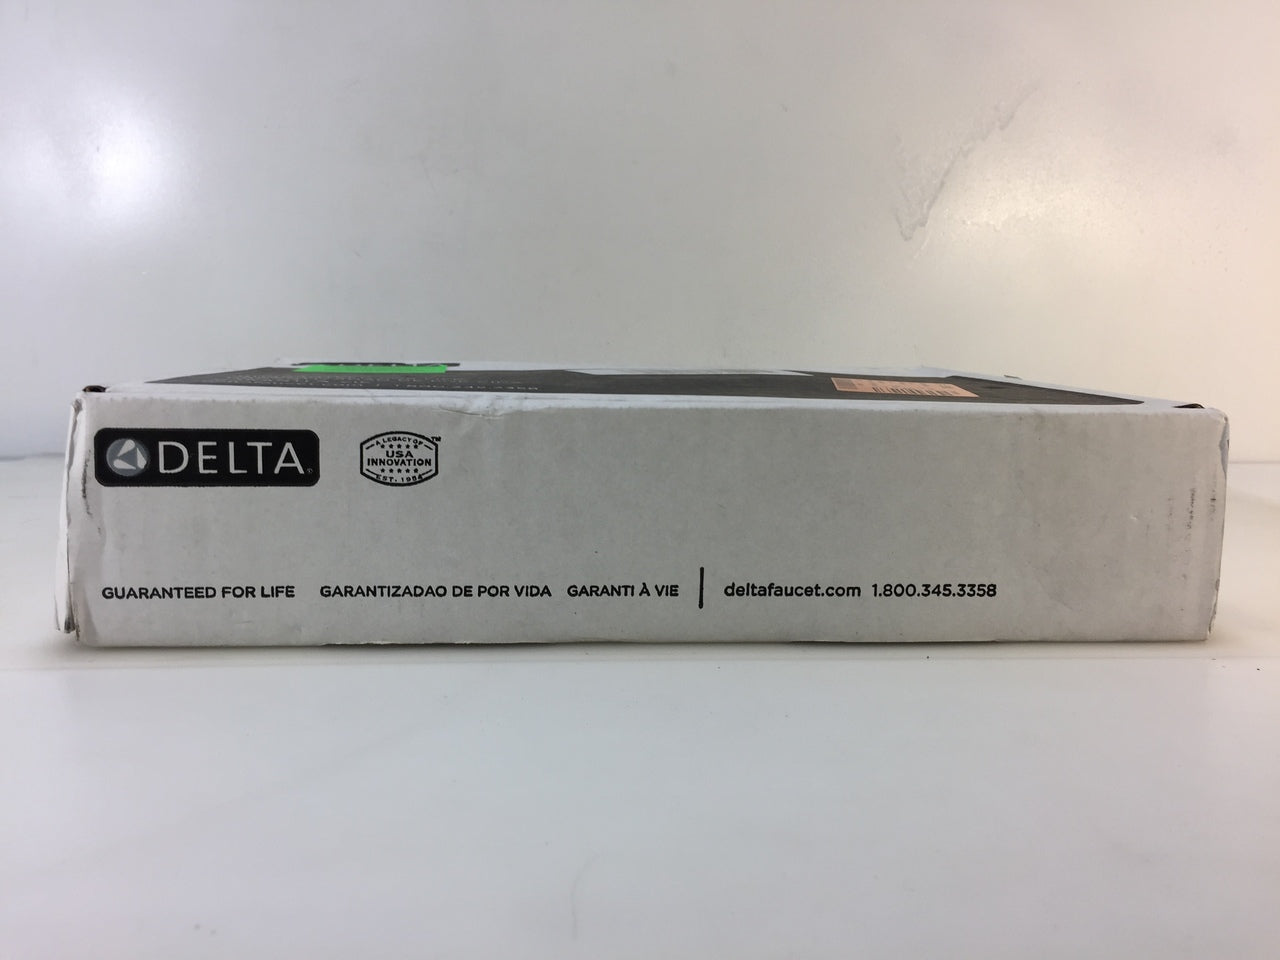 DELTA
A LEGACY OF
USA
INNOVATION™
EST. 1954
GUARANTEED FOR LIFE GARANTIZADAO DE POR VIDA GARANTI À VIE | deltafaucet.com 1.800.345.3358